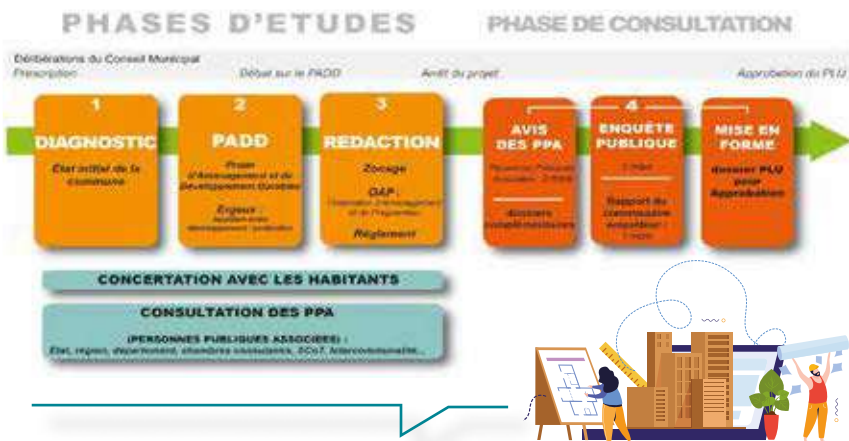 PHASES D'ETUDES
PHASE DE CONSULTATION
Délibérations du Conseil Municipal
Prescription
Débat sur le PADD
Arrêt du projet
Approbation du PLU
1
DIAGNOSTIC
Etat initial de la
commune
2
PADD
Projet
d'Aménagement et de
Développement Durables
Enjeux :
3
REDACTION
Zonage
OAP :
Règlement
4
AVIS
DES PPA
dossiers
complémentaires
ENQUÊTE
PUBLIQUE
Rapport du
commissaire
enquêteur :
MISE EN
FORME
dossier PLU
pour
Approbation
CONCERTATION AVEC LES HABITANTS
CONSULTATION DES PPA
(PERSONNES PUBLIQUES ASSOCIEES) :
Etat, région, département, chambres consulaires, SCoT, Intercommunalité...